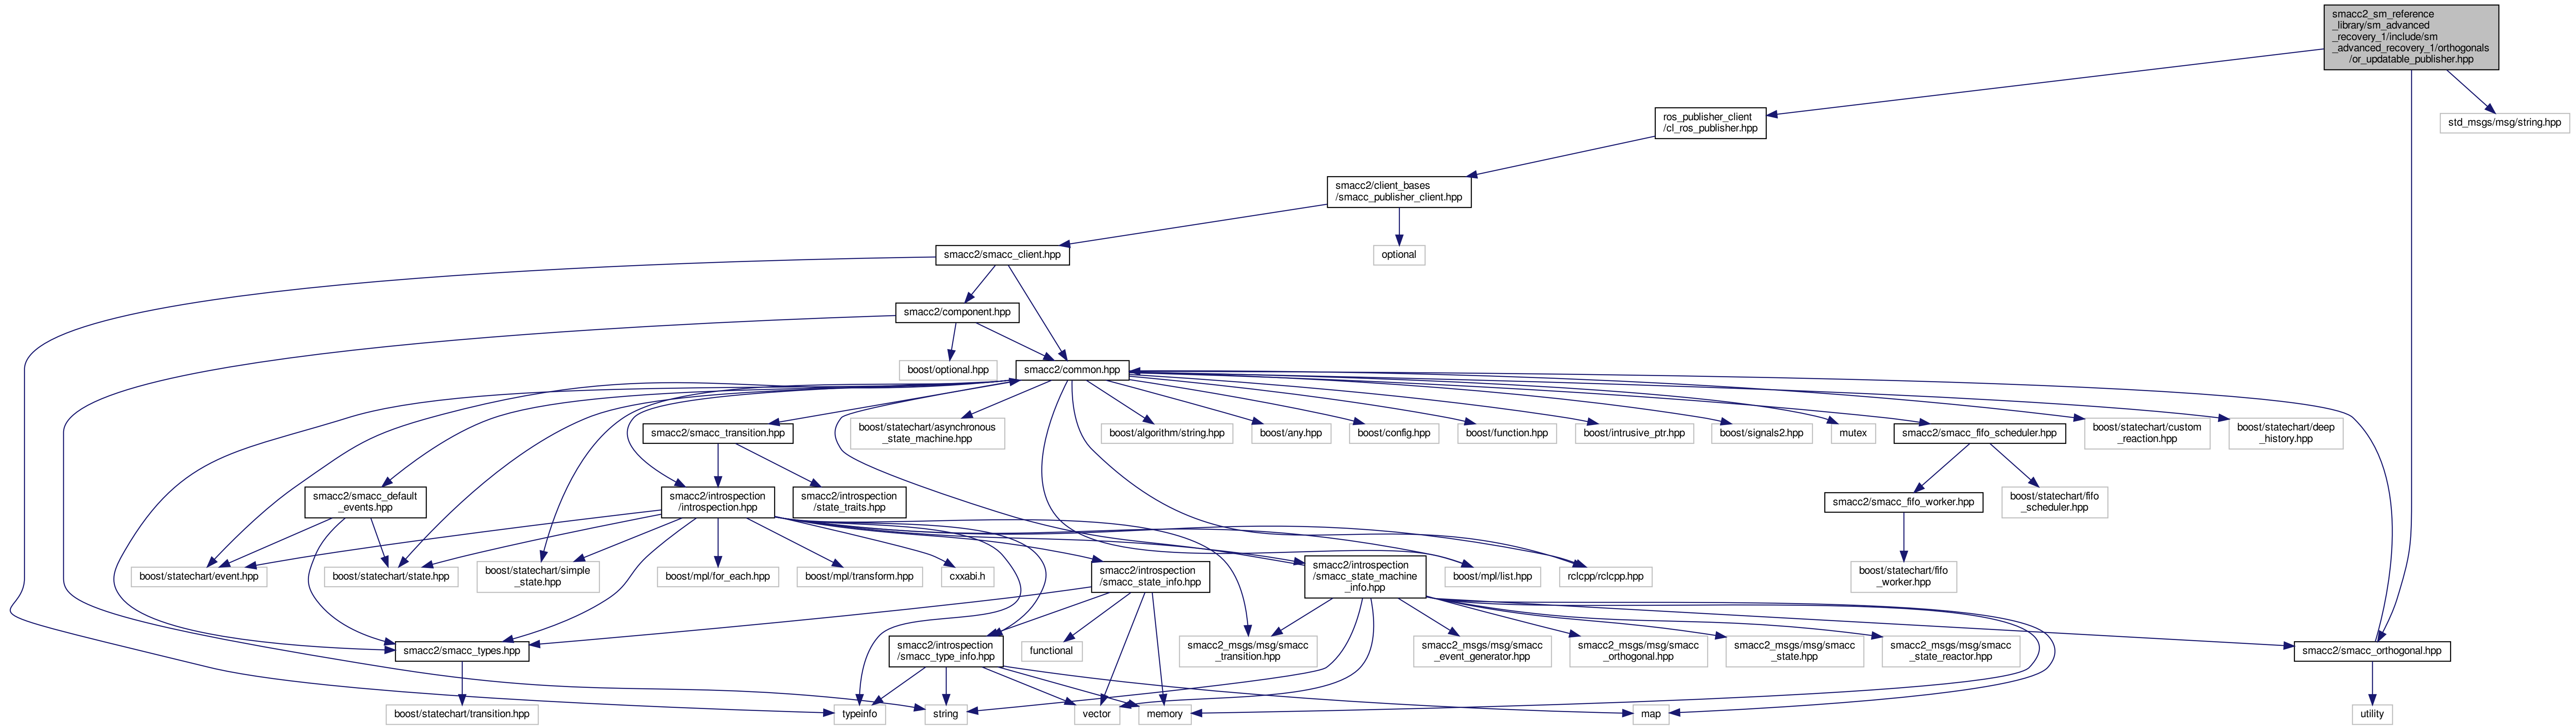 smacc2_sm_reference
_library/sm_advanced
_recovery_1/include/sm
_advanced_recovery_1/orthogonals
/or_updatable_publisher.hpp
ros_publisher_client
/cl_ros_publisher.hpp
std_msgs/msg/string.hpp
smacc2/client_bases
/smacc_publisher_client.hpp
smacc2/smacc_client.hpp
optional
smacc2/component.hpp
boost/optional.hpp
smacc2/common.hpp
smacc2/smacc_transition.hpp
boost/statechart/asynchronous
_state_machine.hpp
boost/algorithm/string.hpp
boost/any.hpp
boost/config.hpp
boost/function.hpp
boost/intrusive_ptr.hpp
boost/signals2.hpp
mutex
smacc2/smacc_fifo_scheduler.hpp
boost/statechart/custom
_reaction.hpp
boost/statechart/deep
_history.hpp
smacc2/smacc_default
_events.hpp
smacc2/introspection
/introspection.hpp
smacc2/introspection
/state_traits.hpp
smacc2/smacc_fifo_worker.hpp
boost/statechart/fifo
_scheduler.hpp
boost/statechart/event.hpp
boost/statechart/state.hpp
boost/statechart/simple
_state.hpp
boost/mpl/for_each.hpp
boost/mpl/transform.hpp
cxxabi.h
smacc2/introspection
/smacc_state_info.hpp
smacc2/introspection
/smacc_state_machine
_info.hpp
boost/mpl/list.hpp
rclcpp/rclcpp.hpp
boost/statechart/fifo
_worker.hpp
smacc2/smacc_types.hpp
smacc2/introspection
/smacc_type_info.hpp
functional
smacc2_msgs/msg/smacc
_transition.hpp
smacc2_msgs/msg/smacc
_event_generator.hpp
smacc2_msgs/msg/smacc
_orthogonal.hpp
smacc2_msgs/msg/smacc
_state.hpp
smacc2_msgs/msg/smacc
_state_reactor.hpp
smacc2/smacc_orthogonal.hpp
boost/statechart/transition.hpp
typeinfo
string
vector
memory
map
utility